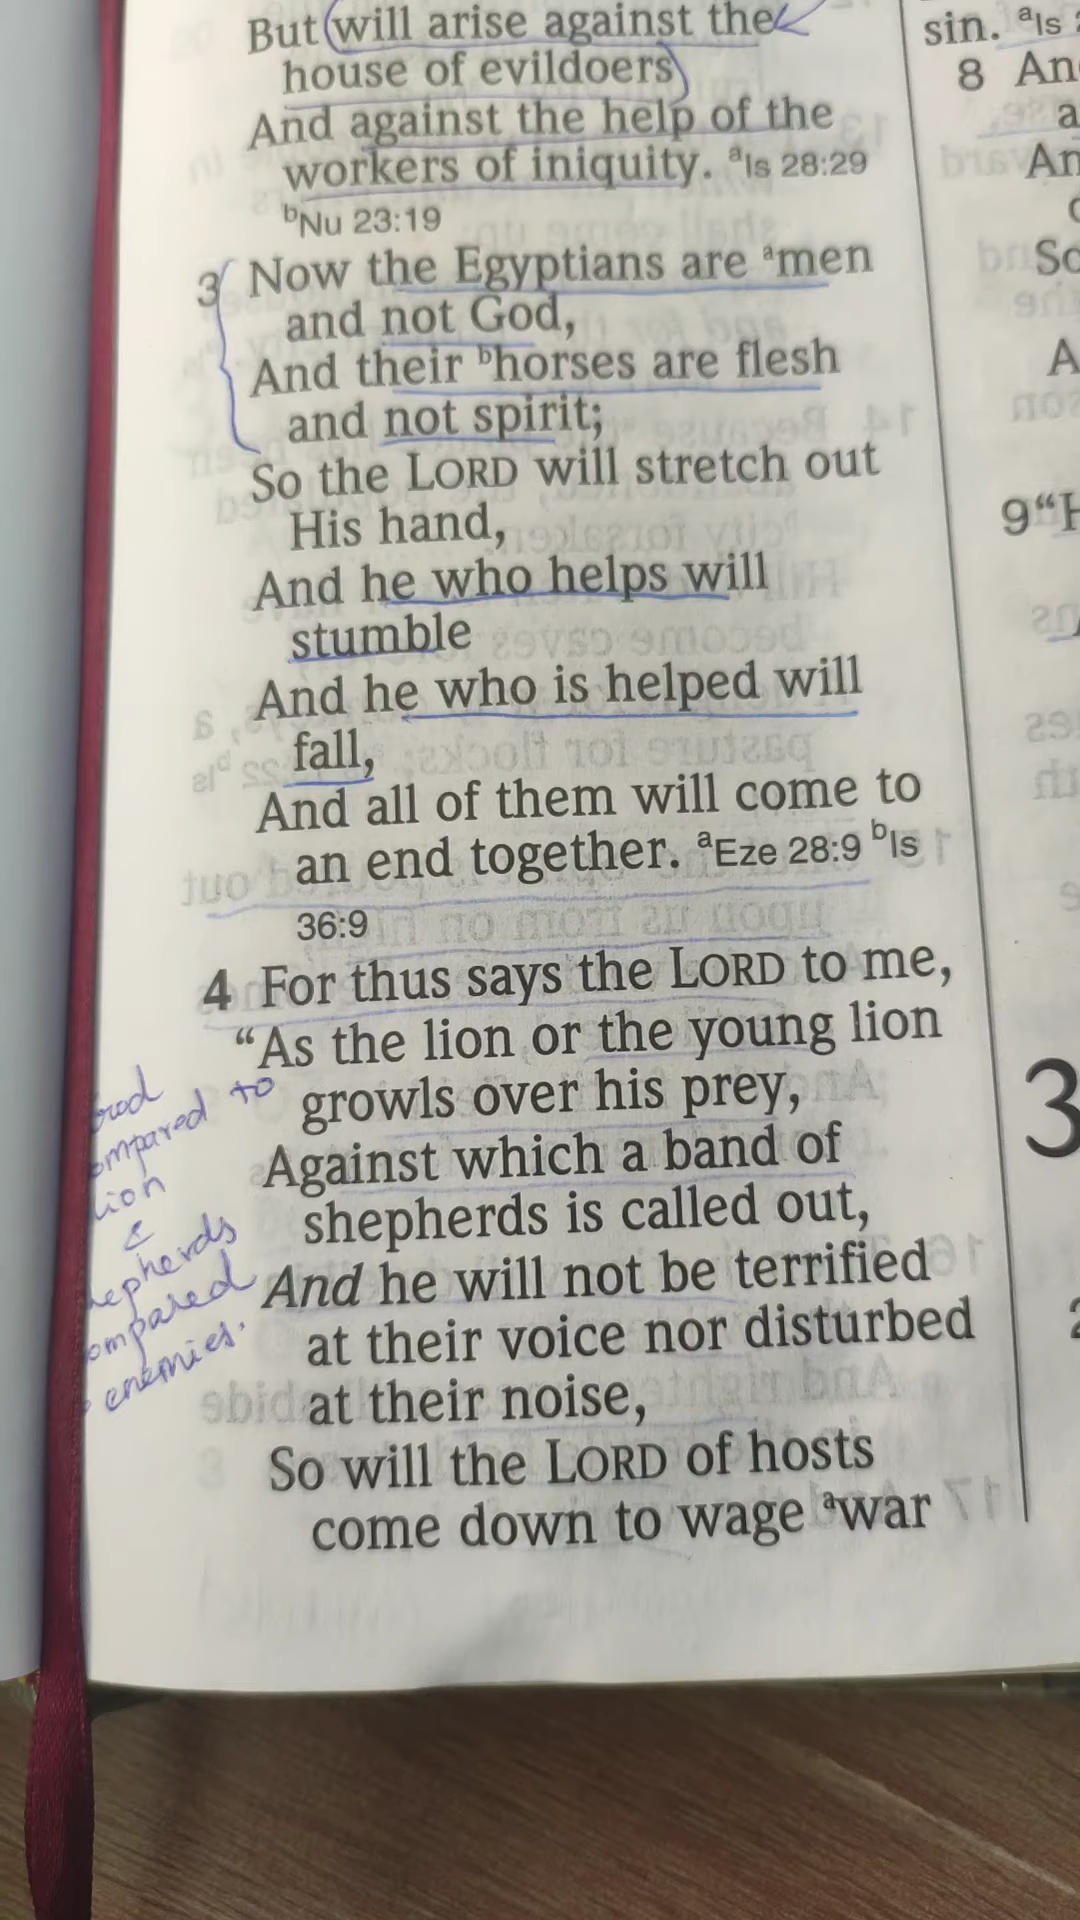 But will arise against the
house of evildoers
And against the help of the
workers of iniquity. ᵃIs 28:29
ᵇNu 23:19
3 Now the Egyptians are ᵃmen
and not God,
And their ᵇhorses are flesh
and not spirit;
So the LORD will stretch out
His hand,
And he who helps will
stumble
And he who is helped will
fall,
And all of them will come to
an end together. ᵃEze 28:9 ᵇIs
36:9
4 For thus says the LORD to me,
“As the lion or the young lion
growls over his prey,
Against which a band of
shepherds is called out,
And he will not be terrified
at their voice nor disturbed
at their noise,
So will the LORD of hosts
come down to wage ᵃwar
to
enemies.
sin. ᵃIs
8
So
A
9 “
3